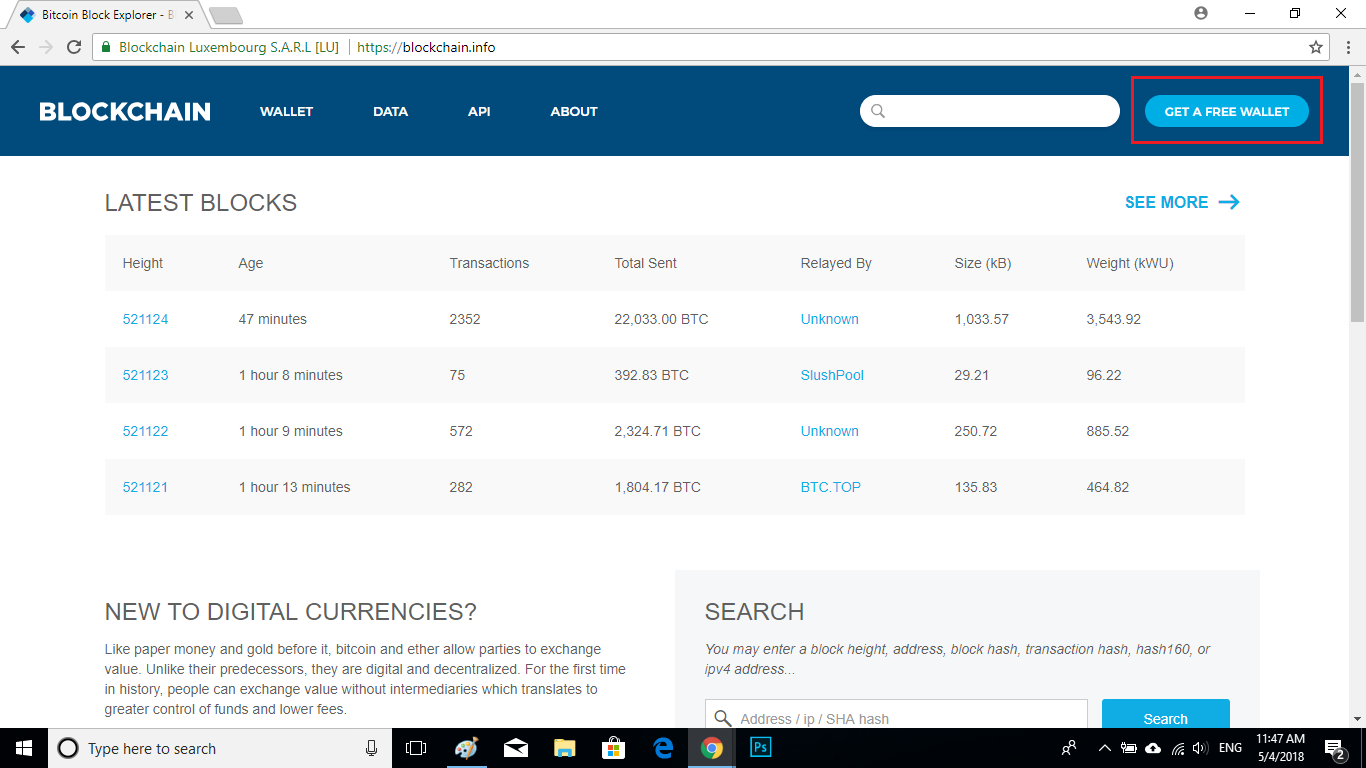 Bitcoin Block Explorer - B
Blockchain Luxembourg S.A.R.L [LU] https://blockchain.info
BLOCKCHAIN WALLET DATA API ABOUT GET A FREE WALLET
LATEST BLOCKS SEE MORE
Height Age Transactions Total Sent Relayed By Size (kB) Weight (kWU)
521124 47 minutes 2352 22,033.00 BTC Unknown 1,033.57 3,543.92
521123 1 hour 8 minutes 75 392.83 BTC SlushPool 29.21 96.22
521122 1 hour 9 minutes 572 2,324.71 BTC Unknown 250.72 885.52
521121 1 hour 13 minutes 282 1,804.17 BTC BTC.TOP 135.83 464.82
NEW TO DIGITAL CURRENCIES?
Like paper money and gold before it, bitcoin and ether allow parties to exchange
value. Unlike their predecessors, they are digital and decentralized. For the first time
in history, people can exchange value without intermediaries which translates to
greater control of funds and lower fees.
SEARCH
You may enter a block height, address, block hash, transaction hash, hash160, or
ipv4 address...
Address / ip / SHA hash Search
Type here to search Ps ENG 11:47 AM
5/4/2018 2